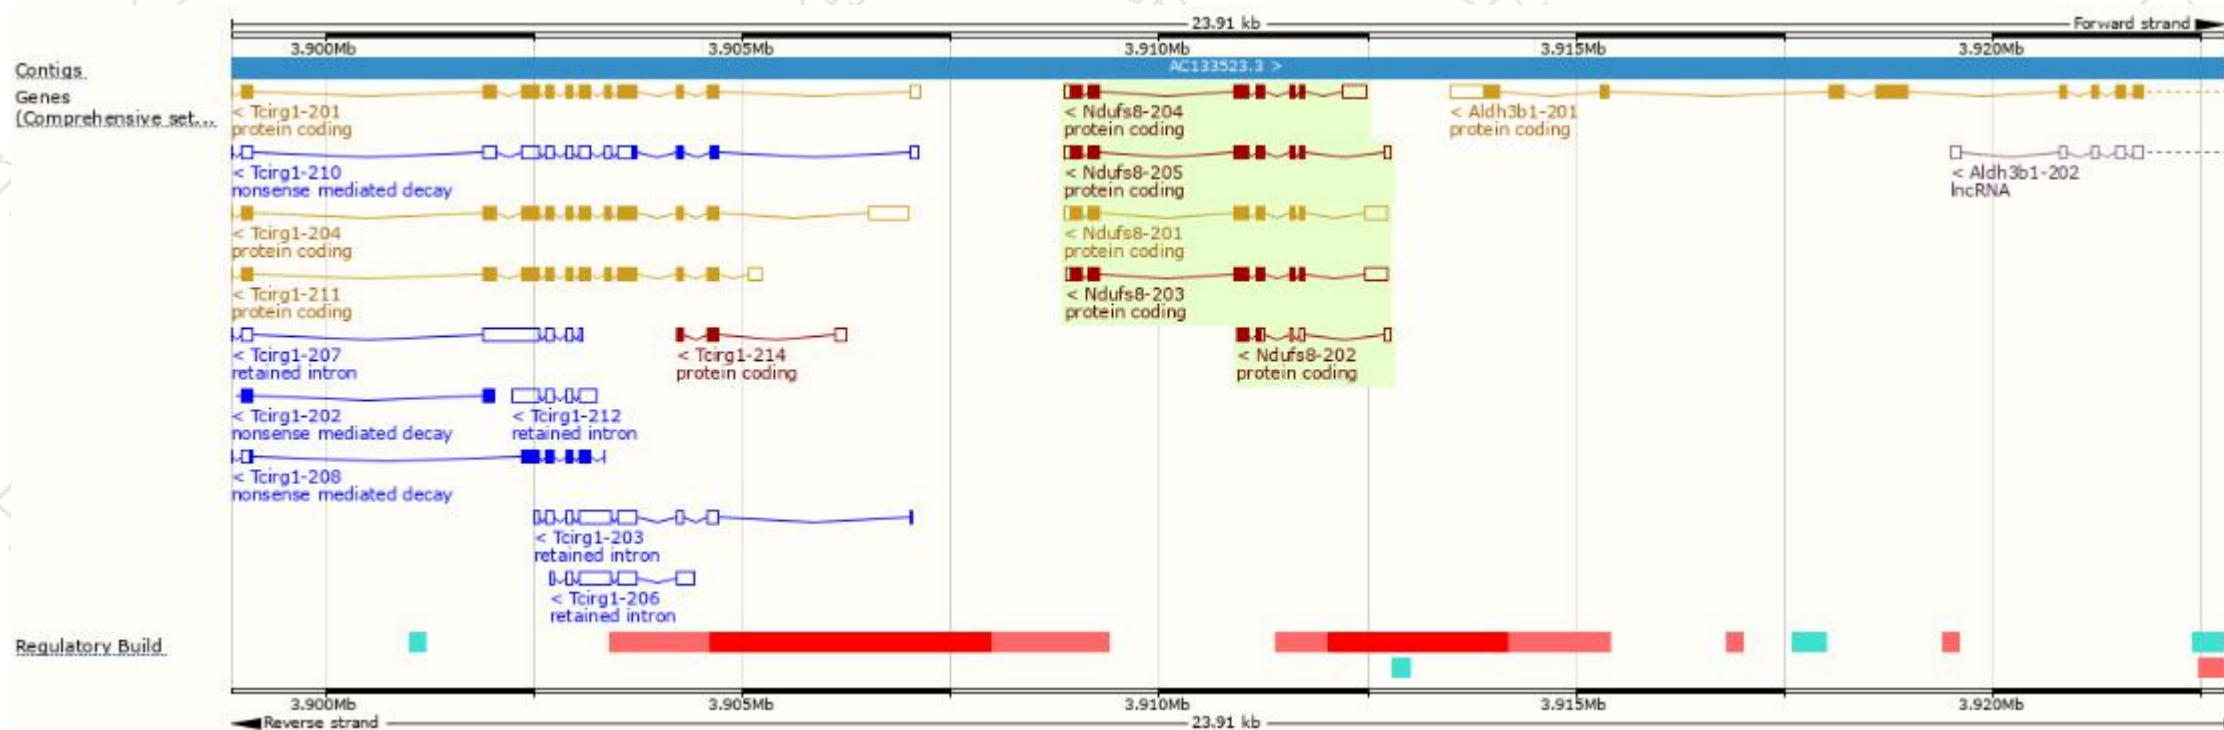 23.91 kb
Forward strand
3.900Mb 3.905Mb 3.910Mb 3.915Mb 3.920Mb
Contigs
AC133523.3 >
Genes
(Comprehensive set...
< Tcirg1-201
protein coding
< Ndufs8-204
protein coding
< Aldh3b1-201
protein coding
< Tcirg1-210
nonsense mediated decay
< Ndufs8-205
protein coding
< Aldh3b1-202
lncRNA
< Tcirg1-204
protein coding
< Ndufs8-201
protein coding
< Tcirg1-211
protein coding
< Ndufs8-203
protein coding
< Tcirg1-207
retained intron
< Tcirg1-214
protein coding
< Ndufs8-202
protein coding
< Tcirg1-202
nonsense mediated decay
< Tcirg1-212
retained intron
< Tcirg1-208
nonsense mediated decay
< Tcirg1-203
retained intron
< Tcirg1-206
retained intron
Regulatory Build
3.900Mb 3.905Mb 3.910Mb 3.915Mb 3.920Mb
Reverse strand
23.91 kb